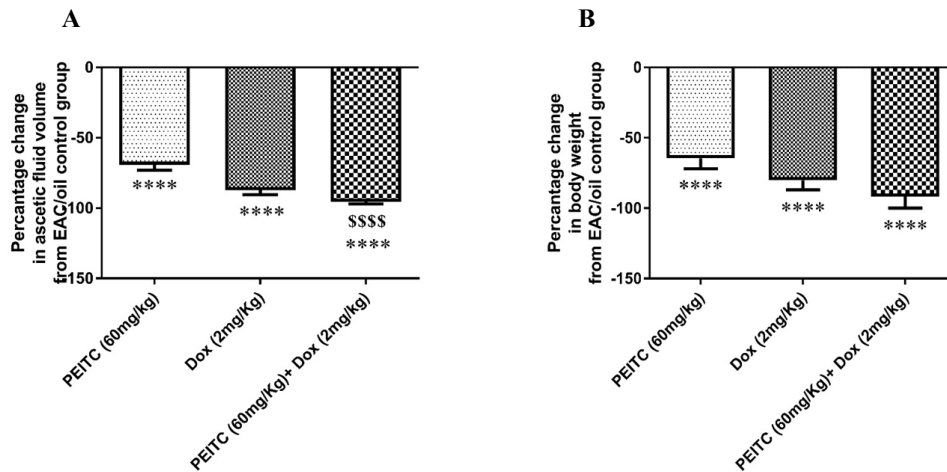 A
Percentage change
in ascetic fluid volume
from EAC/oil control group
0
-50
-100
-150
****
****
$$$$
****
PEITC (60mg/kg)
Dox (2mg/Kg)
PEITC (60mg/Kg)+ Dox (2mg/kg)
B
Percentage change
in body weight
from EAC/oil control group
0
-50
-100
-150
****
****
****
PEITC (60mg/kg)
Dox (2mg/Kg)
PEITC (60mg/Kg)+ Dox (2mg/kg)